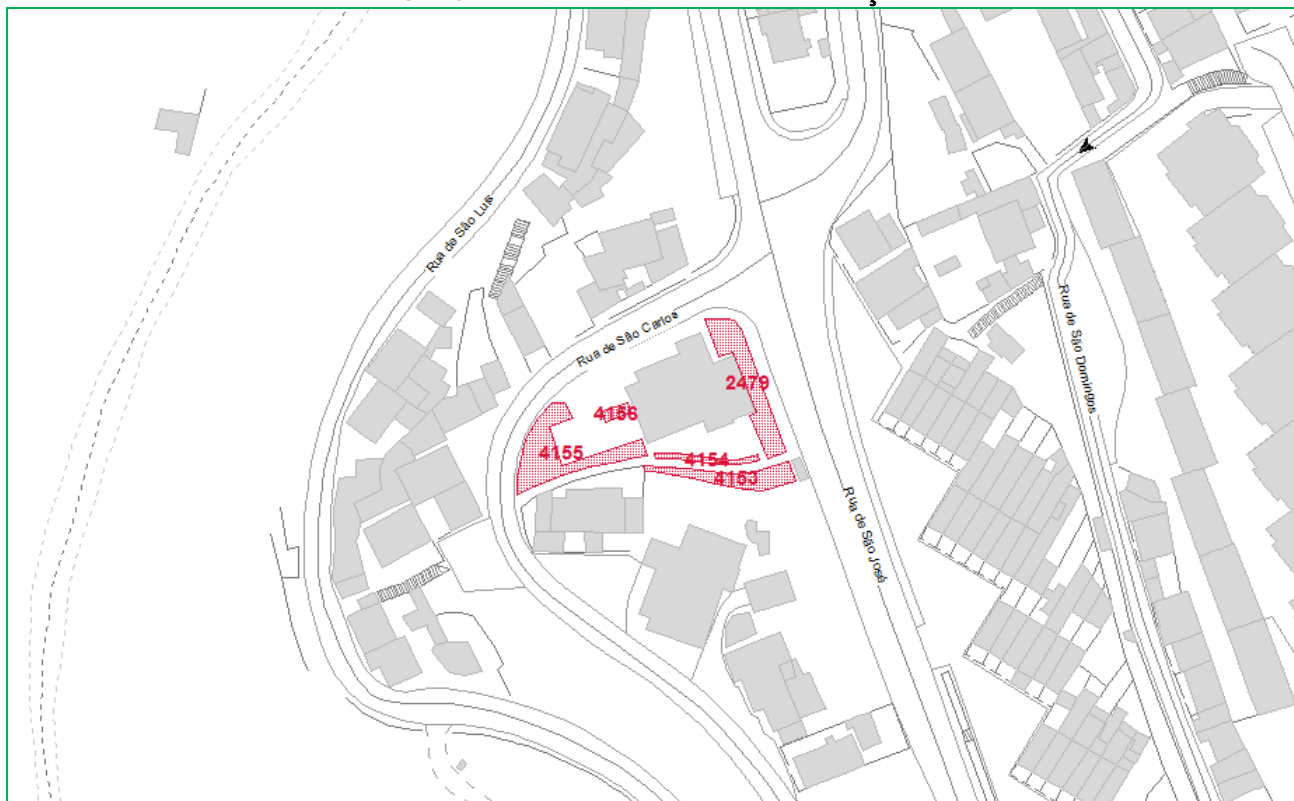 Rua de São Luis
Rua de São Carlos
Rua de São Domingos
2479
4156
4155
4154
4153
Rua de São José